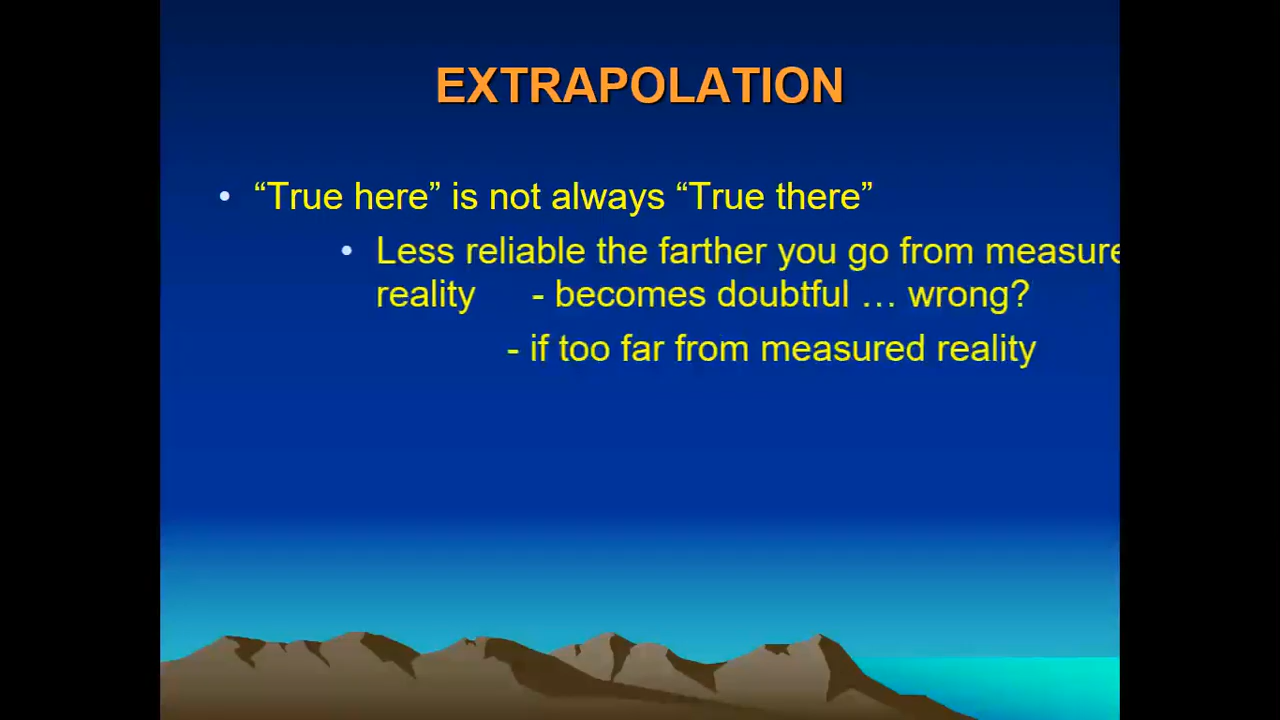 EXTRAPOLATION
• “True here” is not always “True there”
• Less reliable the farther you go from measure
reality - becomes doubtful … wrong?
- if too far from measured reality